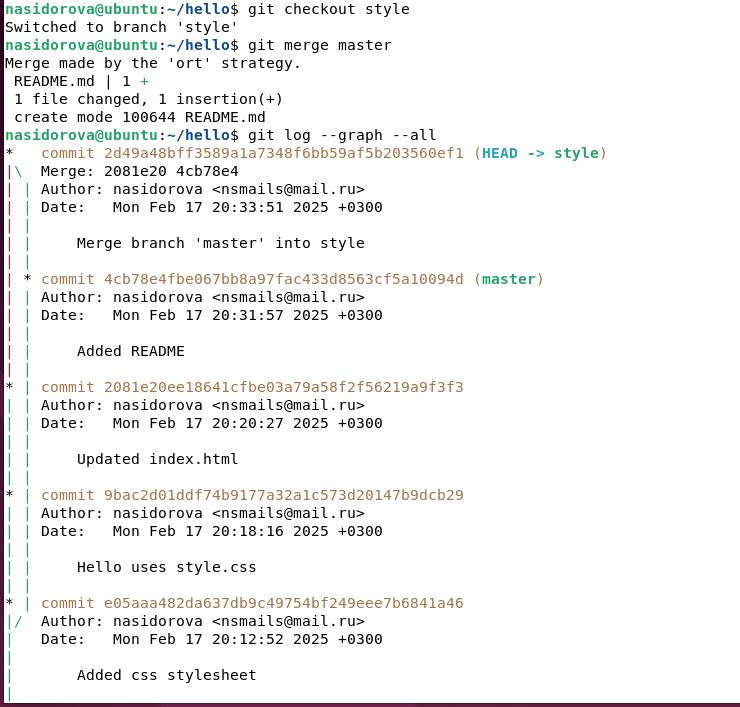 nasidorova@ubuntu:~/hello$ git checkout style
Switched to branch 'style'
nasidorova@ubuntu:~/hello$ git merge master
Merge made by the 'ort' strategy.
 README.md | 1 +
 1 file changed, 1 insertion(+)
 create mode 100644 README.md
nasidorova@ubuntu:~/hello$ git log --graph --all
*   commit 2d49a48bff3589a1a7348f6bb59af5b203560ef1 (HEAD -> style)
|\  Merge: 2081e20 4cb78e4
| | Author: nasidorova <nsmails@mail.ru>
| | Date:   Mon Feb 17 20:33:51 2025 +0300
| |
| |     Merge branch 'master' into style
| |
| * commit 4cb78e4fbe067bb8a97fac433d8563cf5a10094d (master)
| | Author: nasidorova <nsmails@mail.ru>
| | Date:   Mon Feb 17 20:31:57 2025 +0300
| |
| |     Added README
| |
* | commit 2081e20ee18641cfbe03a79a58f2f56219a9f3f3
| | Author: nasidorova <nsmails@mail.ru>
| | Date:   Mon Feb 17 20:20:27 2025 +0300
| |
| |     Updated index.html
| |
* | commit 9bac2d01ddf74b9177a32a1c573d20147b9dcb29
| | Author: nasidorova <nsmails@mail.ru>
| | Date:   Mon Feb 17 20:18:16 2025 +0300
| |
| |     Hello uses style.css
| |
* | commit e05aaa482da637db9c49754bf249eee7b6841a46
|/  Author: nasidorova <nsmails@mail.ru>
|   Date:   Mon Feb 17 20:12:52 2025 +0300
|
|       Added css stylesheet
|